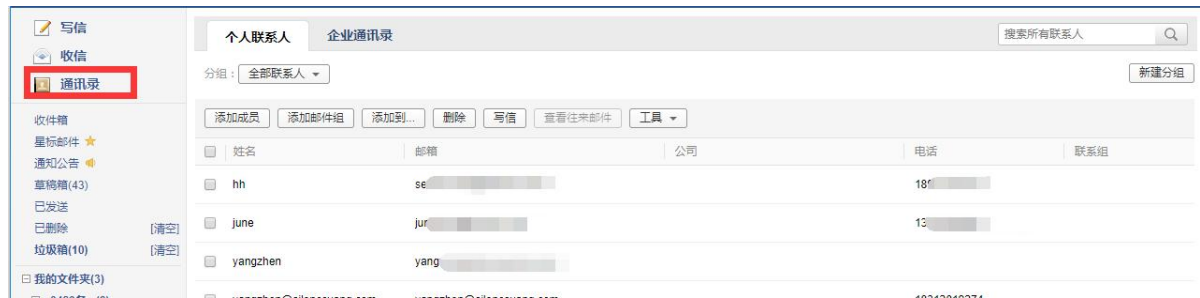 写信
收信
通讯录
收件箱
星标邮件
通知公告
草稿箱(43)
已发送
已删除 [清空]
垃圾箱(10) [清空]
我的文件夹(3)
个人联系人 企业通讯录 搜索所有联系人
分组： 全部联系人 新建分组
添加成员 添加邮件组 添加到... 删除 写信 查看往来邮件 工具
姓名 邮箱 公司 电话 联系组
hh se 189
june jun 13
yangzhen yang